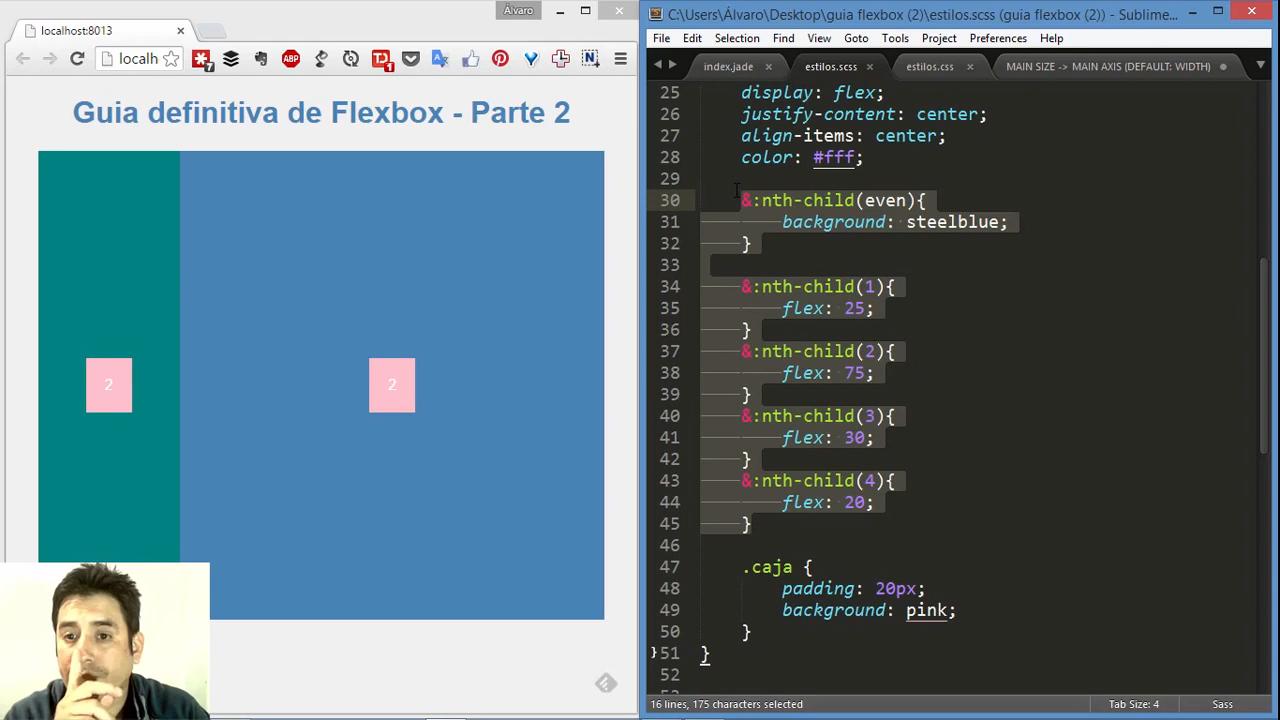 Álvaro
localhost:8013
localh
7
ABP
1
Guia definitiva de Flexbox - Parte 2
2
2
C:\Users\Álvaro\Desktop\guia flexbox (2)\estilos.scss (guia flexbox (2)) - Sublime...
File Edit Selection Find View Goto Tools Project Preferences Help
index.jade
estilos.scss
estilos.css
MAIN SIZE -> MAIN AXIS (DEFAULT: WIDTH)
25 display: flex;
26 justify-content: center;
27 align-items: center;
28 color: #fff;
29
30 &:nth-child(even){
31 background: steelblue;
32 }
33
34 &:nth-child(1){
35 flex: 25;
36 }
37 &:nth-child(2){
38 flex: 75;
39 }
40 &:nth-child(3){
41 flex: 30;
42 }
43 &:nth-child(4){
44 flex: 20;
45 }
46
47 .caja {
48 padding: 20px;
49 background: pink;
50 }
51 }
52
16 lines, 175 characters selected
Tab Size: 4
Sass